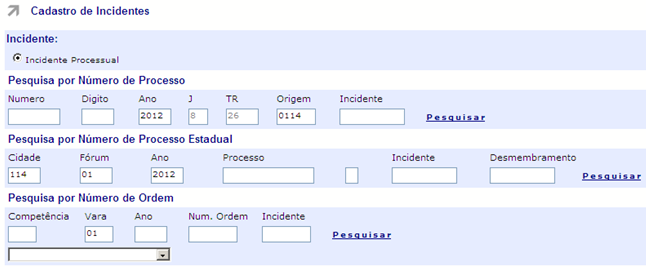 Cadastro de Incidentes
Incidente:
Incidente Processual
Pesquisa por Número de Processo
Numero Digito Ano J TR Origem Incidente
2012 8 26 0114 Pesquisar
Pesquisa por Número de Processo Estadual
Cidade Fórum Ano Processo Incidente Desmembramento
114 01 2012 Pesquisar
Pesquisa por Número de Ordem
Competência Vara Ano Num. Ordem Incidente
01 Pesquisar